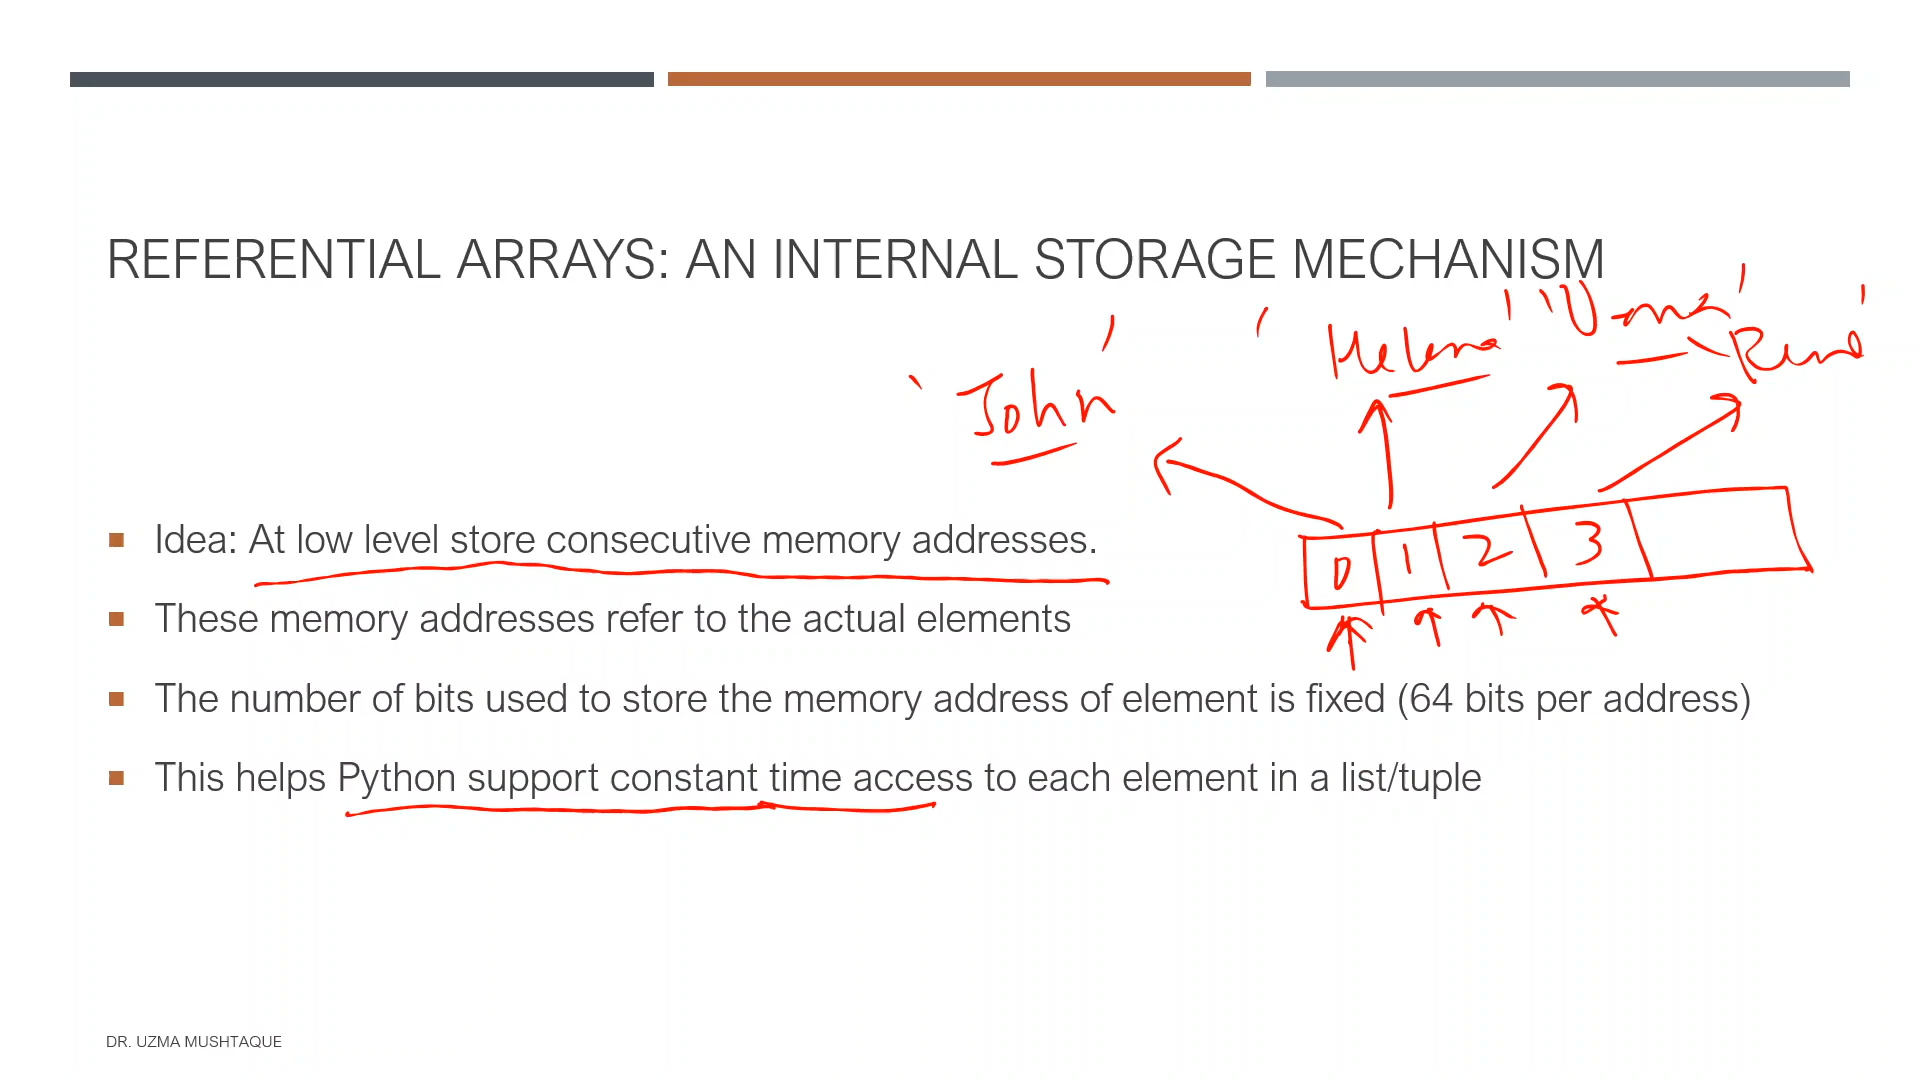 REFERENTIAL ARRAYS: AN INTERNAL STORAGE MECHANISM
'John' 'Helena'
Idea: At low level store consecutive memory addresses.
0 1 2 3
These memory addresses refer to the actual elements
The number of bits used to store the memory address of element is fixed (64 bits per address)
This helps Python support constant time access to each element in a list/tuple
DR. UZMA MUSHTAQUE